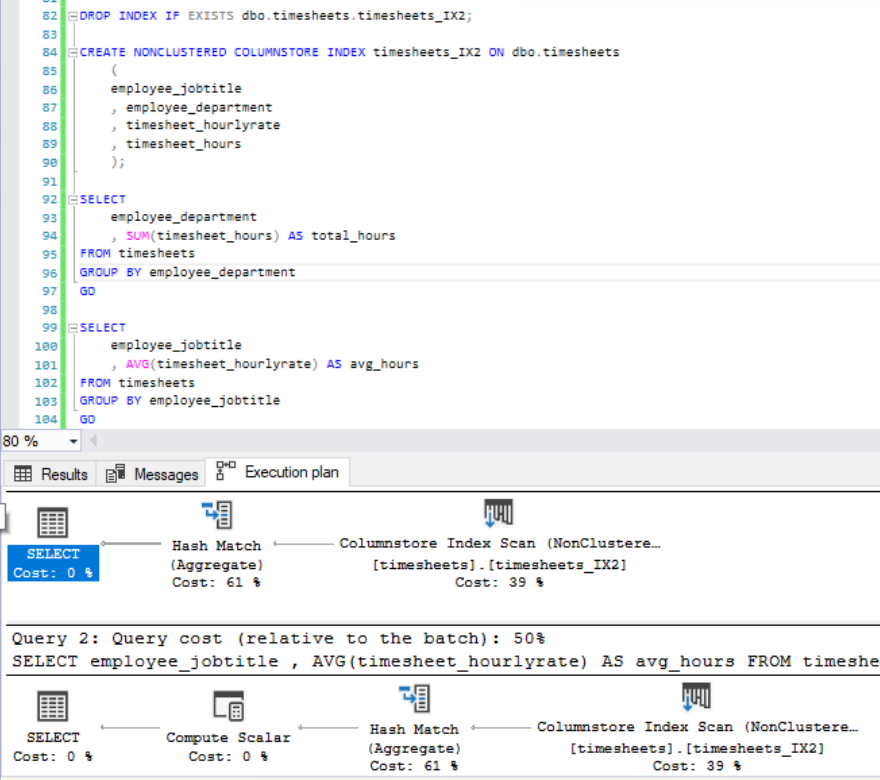 82 DROP INDEX IF EXISTS dbo.timesheets.timesheets_IX2;
83
84 CREATE NONCLUSTERED COLUMNSTORE INDEX timesheets_IX2 ON dbo.timesheets
85 (
86 employee_jobtitle
87 , employee_department
88 , timesheet_hourlyrate
89 , timesheet_hours
90 );
91
92 SELECT
93 employee_department
94 , SUM(timesheet_hours) AS total_hours
95 FROM timesheets
96 GROUP BY employee_department
97 GO
98
99 SELECT
100 employee_jobtitle
101 , AVG(timesheet_hourlyrate) AS avg_hours
102 FROM timesheets
103 GROUP BY employee_jobtitle
104 GO
80 %
Results Messages Execution plan
SELECT
Cost: 0 %
Hash Match
(Aggregate)
Cost: 61 %
Columnstore Index Scan (NonClustere…
[timesheets].[timesheets_IX2]
Cost: 39 %
Query 2: Query cost (relative to the batch): 50%
SELECT employee_jobtitle , AVG(timesheet_hourlyrate) AS avg_hours FROM timeshe
SELECT
Cost: 0 %
Compute Scalar
Cost: 0 %
Hash Match
(Aggregate)
Cost: 61 %
Columnstore Index Scan (NonClustere…
[timesheets].[timesheets_IX2]
Cost: 39 %